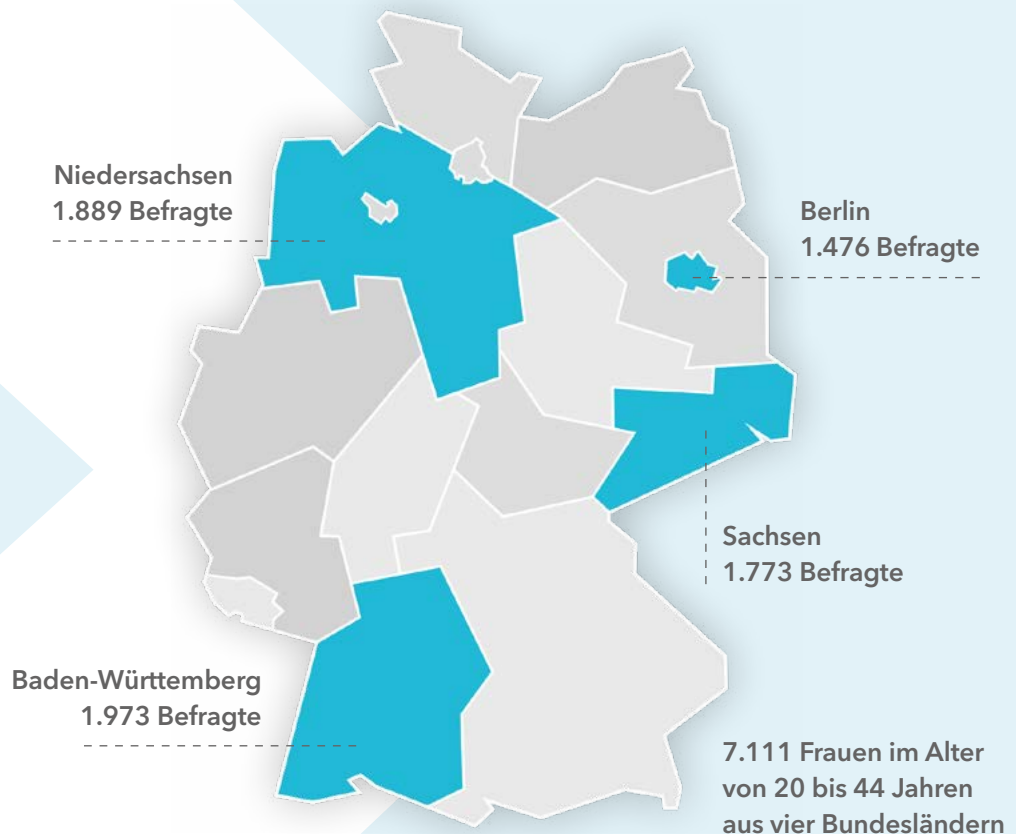 Niedersachsen
1.889 Befragte
Berlin
1.476 Befragte
Sachsen
1.773 Befragte
Baden-Württemberg
1.973 Befragte
7.111 Frauen im Alter
von 20 bis 44 Jahren
aus vier Bundesländern